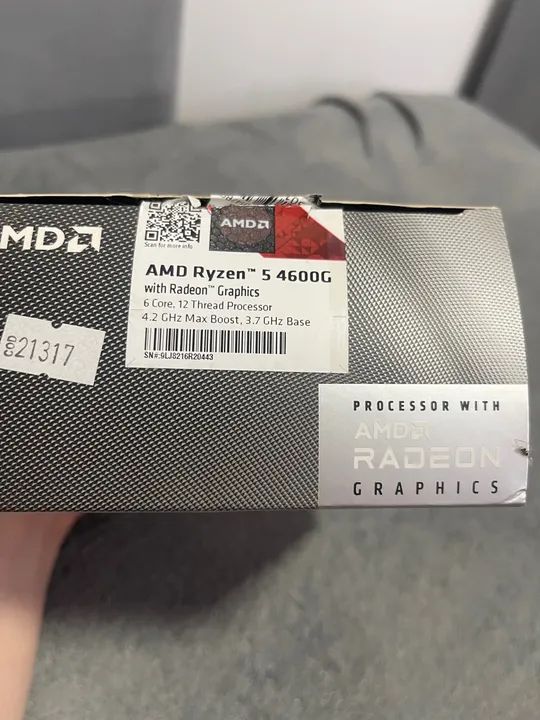 AMD
Scan for more info
AMD
AMD Ryzen™ 5 4600G
with Radeon™ Graphics
6 Core, 12 Thread Processor
4.2 GHz Max Boost, 3.7 GHz Base
SN#:9LJ8216R20443
21317
PROCESSOR WITH
AMD
RADEON
GRAPHICS